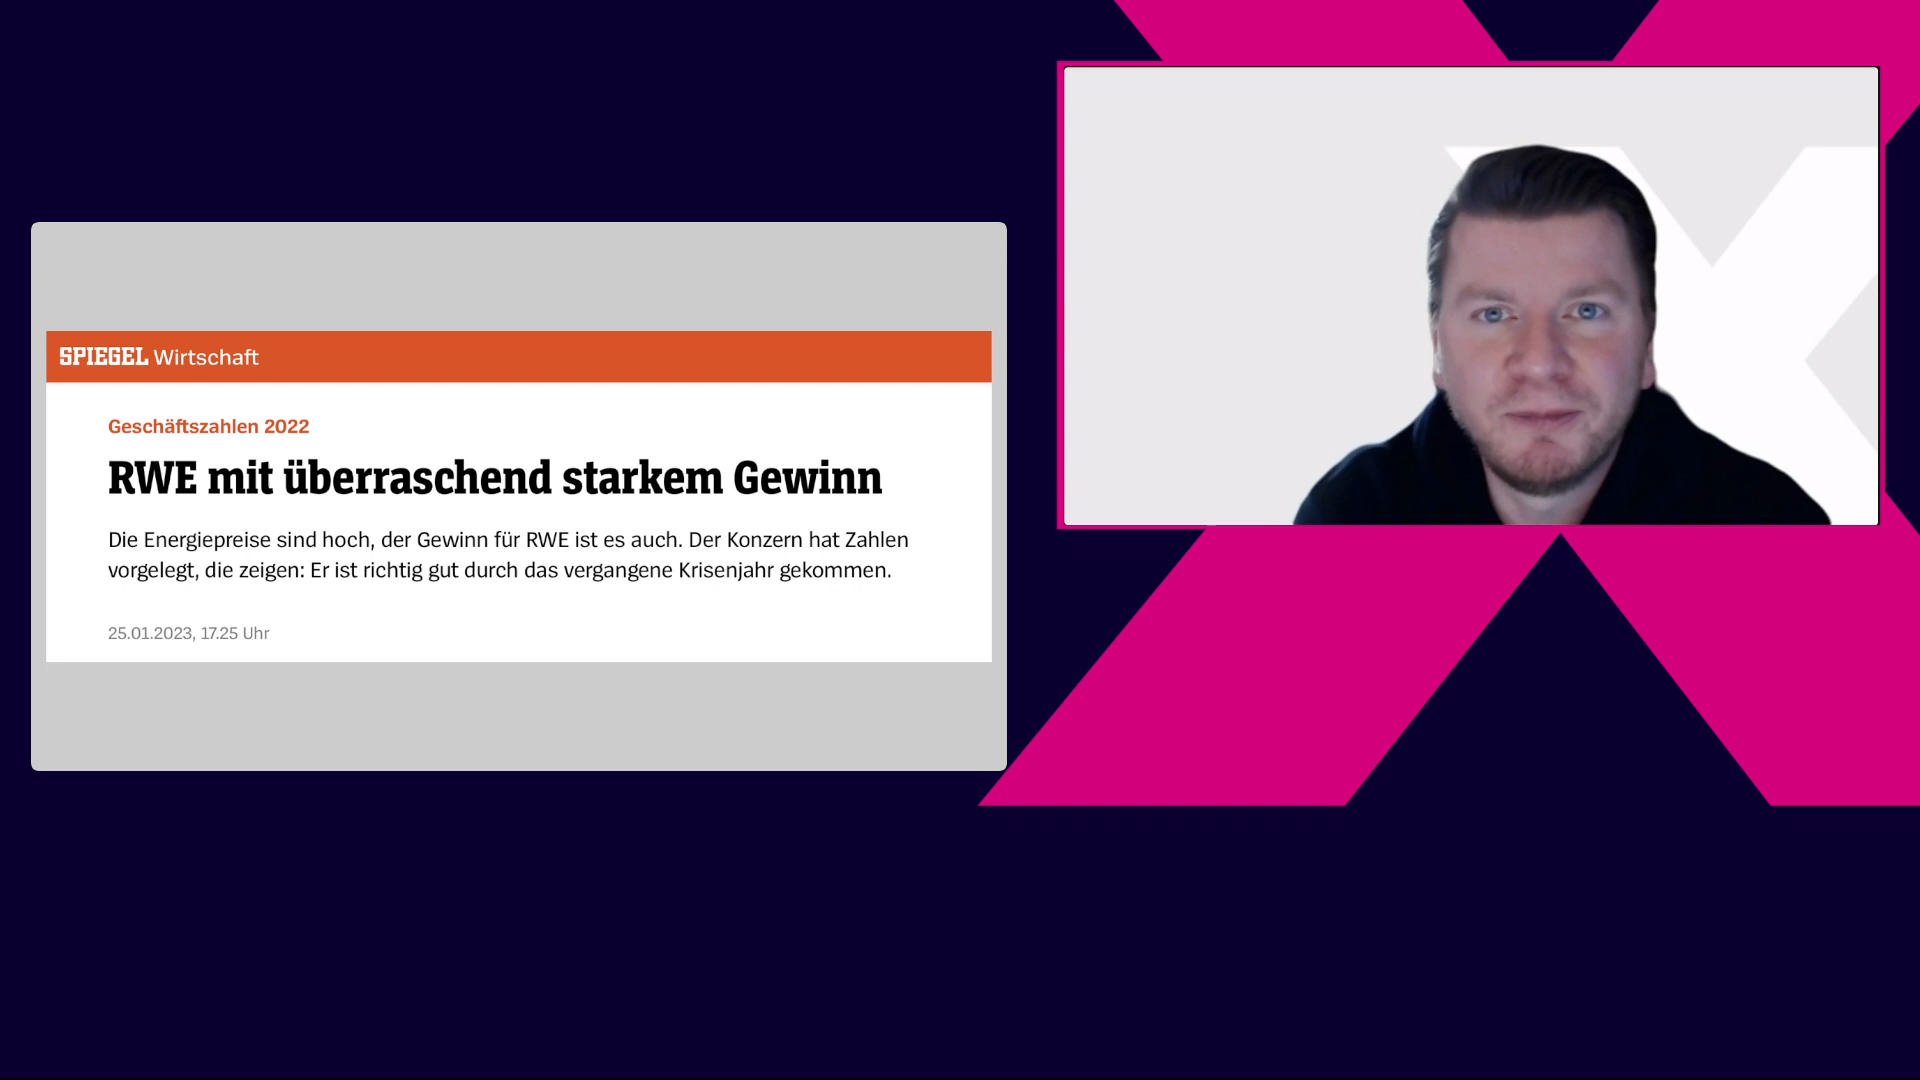 SPIEGEL Wirtschaft
Geschäftszahlen 2022
RWE mit überraschend starkem Gewinn
Die Energiepreise sind hoch, der Gewinn für RWE ist es auch. Der Konzern hat Zahlen
vorgelegt, die zeigen: Er ist richtig gut durch das vergangene Krisenjahr gekommen.
25.01.2023, 17.25 Uhr